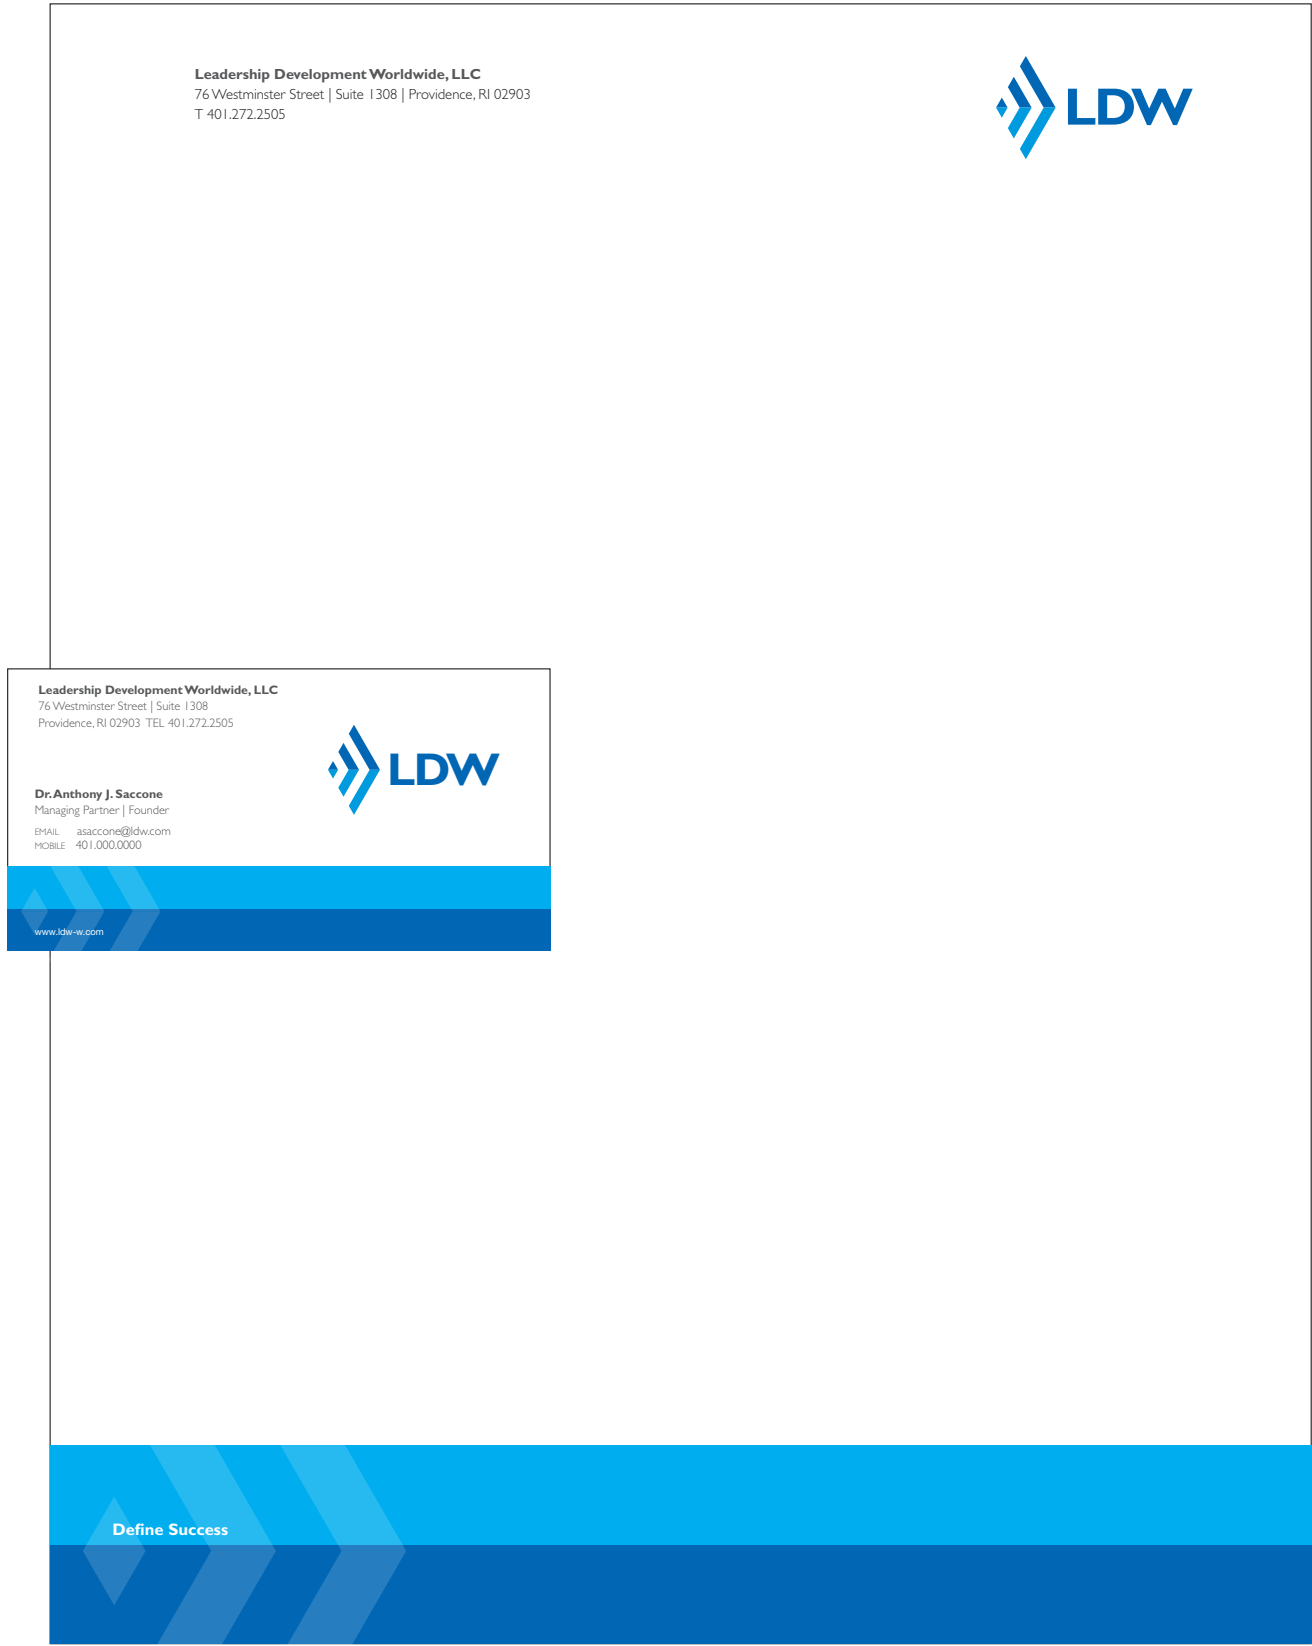 Leadership Development Worldwide, LLC
76 Westminster Street | Suite 1308 | Providence, RI 02903
T 401.272.2505
LDW
Leadership Development Worldwide, LLC
76 Westminster Street | Suite 1308
Providence, RI 02903 TEL 401.272.2505
LDW
Dr. Anthony J. Saccone
Managing Partner | Founder
EMAIL asaccone@ldw.com
MOBILE 401.000.0000
www.ldw-w.com
Define Success